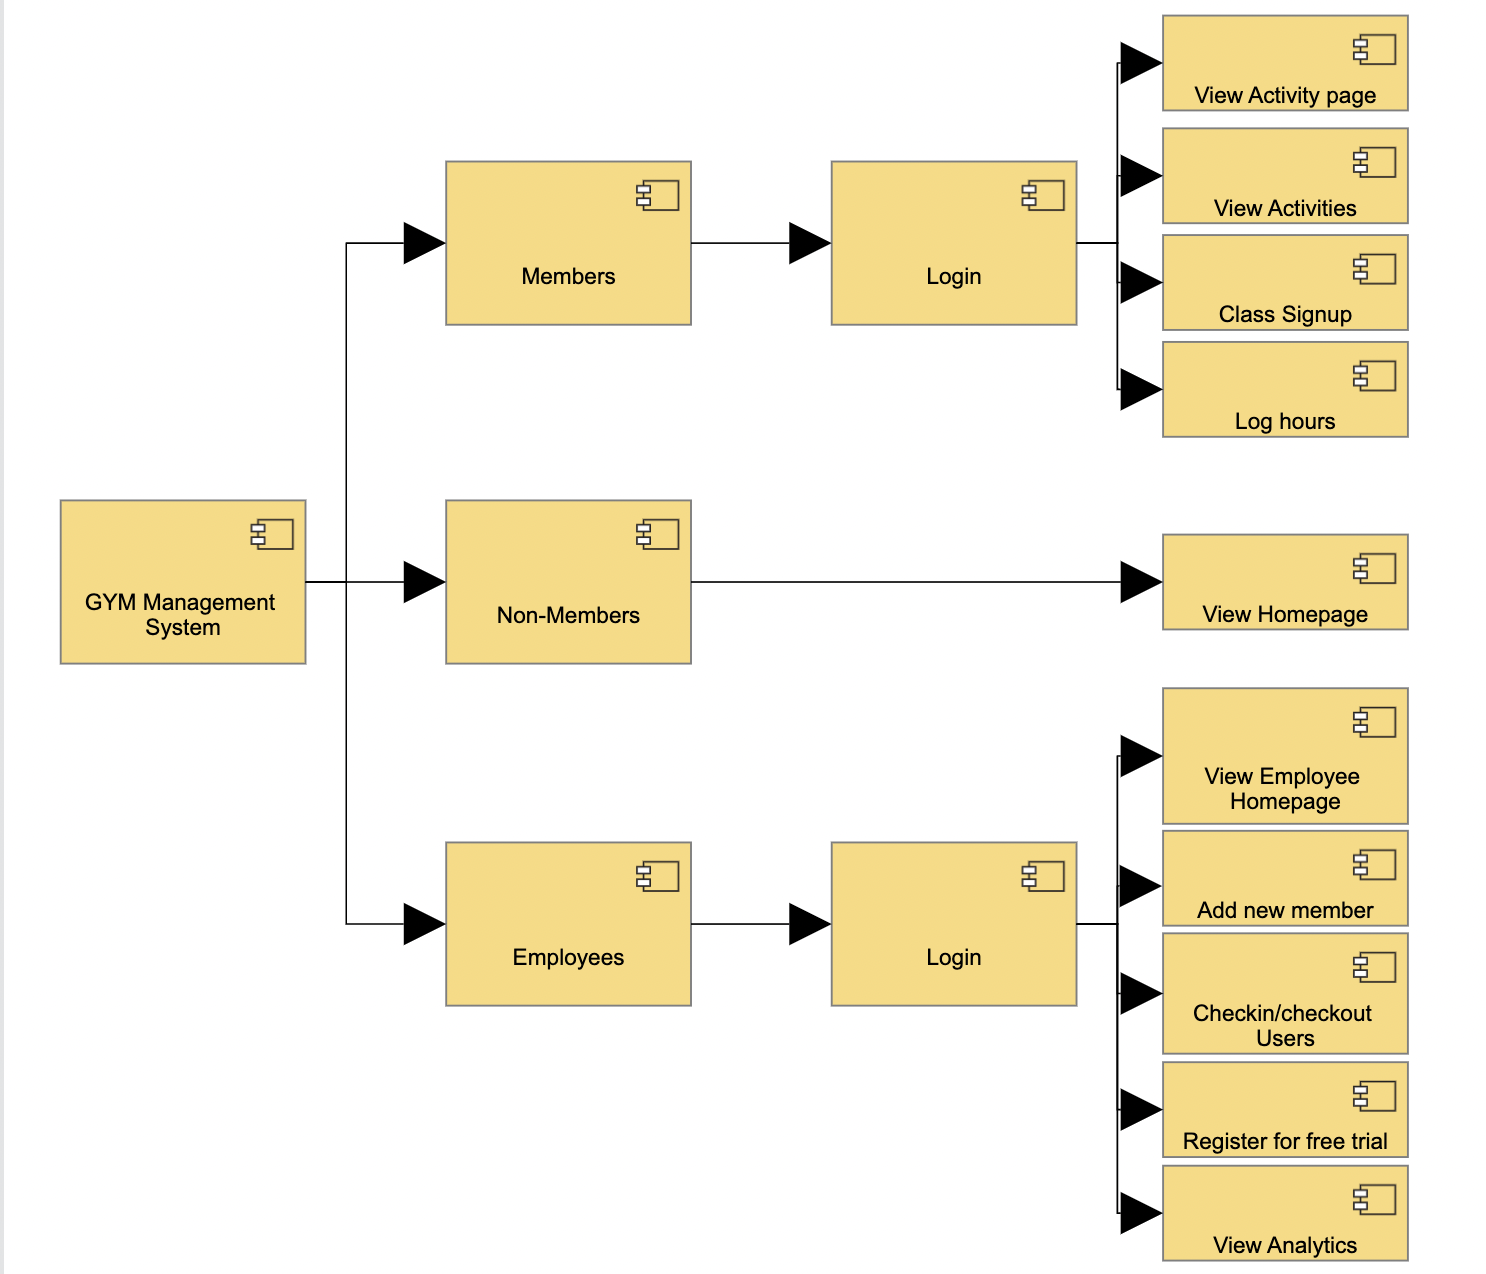 View Activity page
View Activities
Members
Login
Class Signup
Log hours
GYM Management
System
Non-Members
View Homepage
View Employee
Homepage
Add new member
Employees
Login
Checkin/checkout
Users
Register for free trial
View Analytics